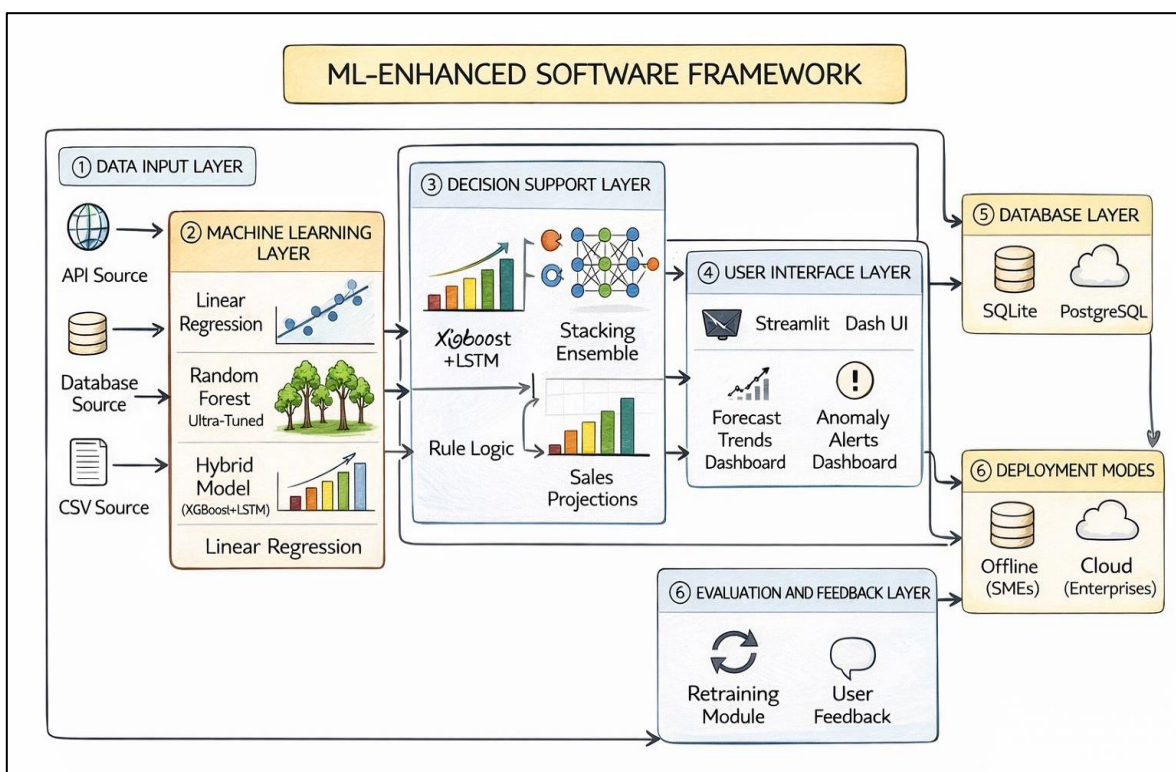 ML-ENHANCED SOFTWARE FRAMEWORK
① DATA INPUT LAYER
API Source
Database
Source
CSV Source
② MACHINE LEARNING
LAYER
Linear
Regression
Random
Forest
Ultra-Tuned
Hybrid
Model
(XGBoost+LSTM)
Linear Regression
③ DECISION SUPPORT LAYER
+LSTM
Stacking
Ensemble
Rule Logic
Sales
Projections
④ USER INTERFACE LAYER
Streamlit Dash UI
Forecast
Trends
Dashboard
Anomaly
Alerts
Dashboard
⑤ DATABASE LAYER
SQLite
PostgreSQL
⑥ DEPLOYMENT MODES
Offline
(SMEs)
Cloud
(Enterprises)
⑥ EVALUATION AND FEEDBACK LAYER
Retraining
Module
User
Feedback